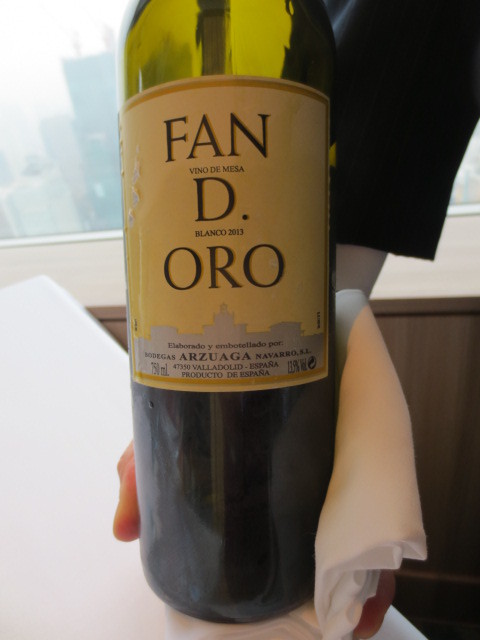 FAN
VINO DE MESA
D.
BLANCO 2013
ORO
Elaborado y embotellado por:
BODEGAS ARZUAGA NAVARRO, S.L.
750 ml. 47350 VALLADOLID - ESPAÑA 13,5% Vol.
PRODUCTO DE ESPAÑA